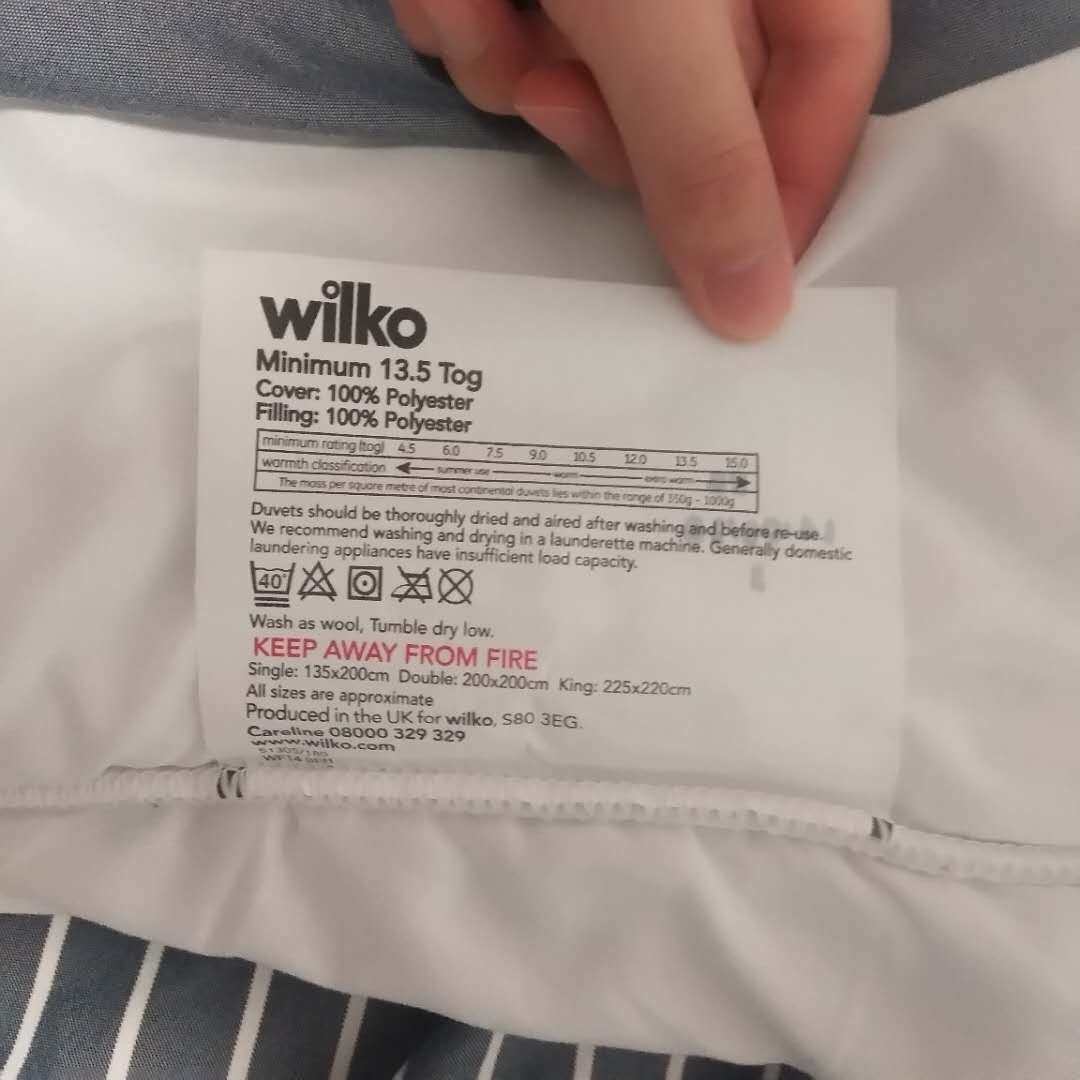 wilko
Minimum 13.5 Tog
Cover: 100% Polyester
Filling: 100% Polyester
minimum rating (tog) 4.5 6.0 7.5 9.0 10.5 12.0 13.5 15.0
warmth classification summer use warm extra warm
The mass per square metre of most continental duvets lies within the range of 350g - 1000g
Duvets should be thoroughly dried and aired after washing and before re-use.
We recommend washing and drying in a launderette machine. Generally domestic
laundering appliances have insufficient load capacity.
40°
Wash as wool, Tumble dry low.
KEEP AWAY FROM FIRE
Single: 135x200cm Double: 200x200cm King: 225x220cm
All sizes are approximate
Produced in the UK for wilko, S80 3EG.
Careline 08000 329 329
www.wilko.com